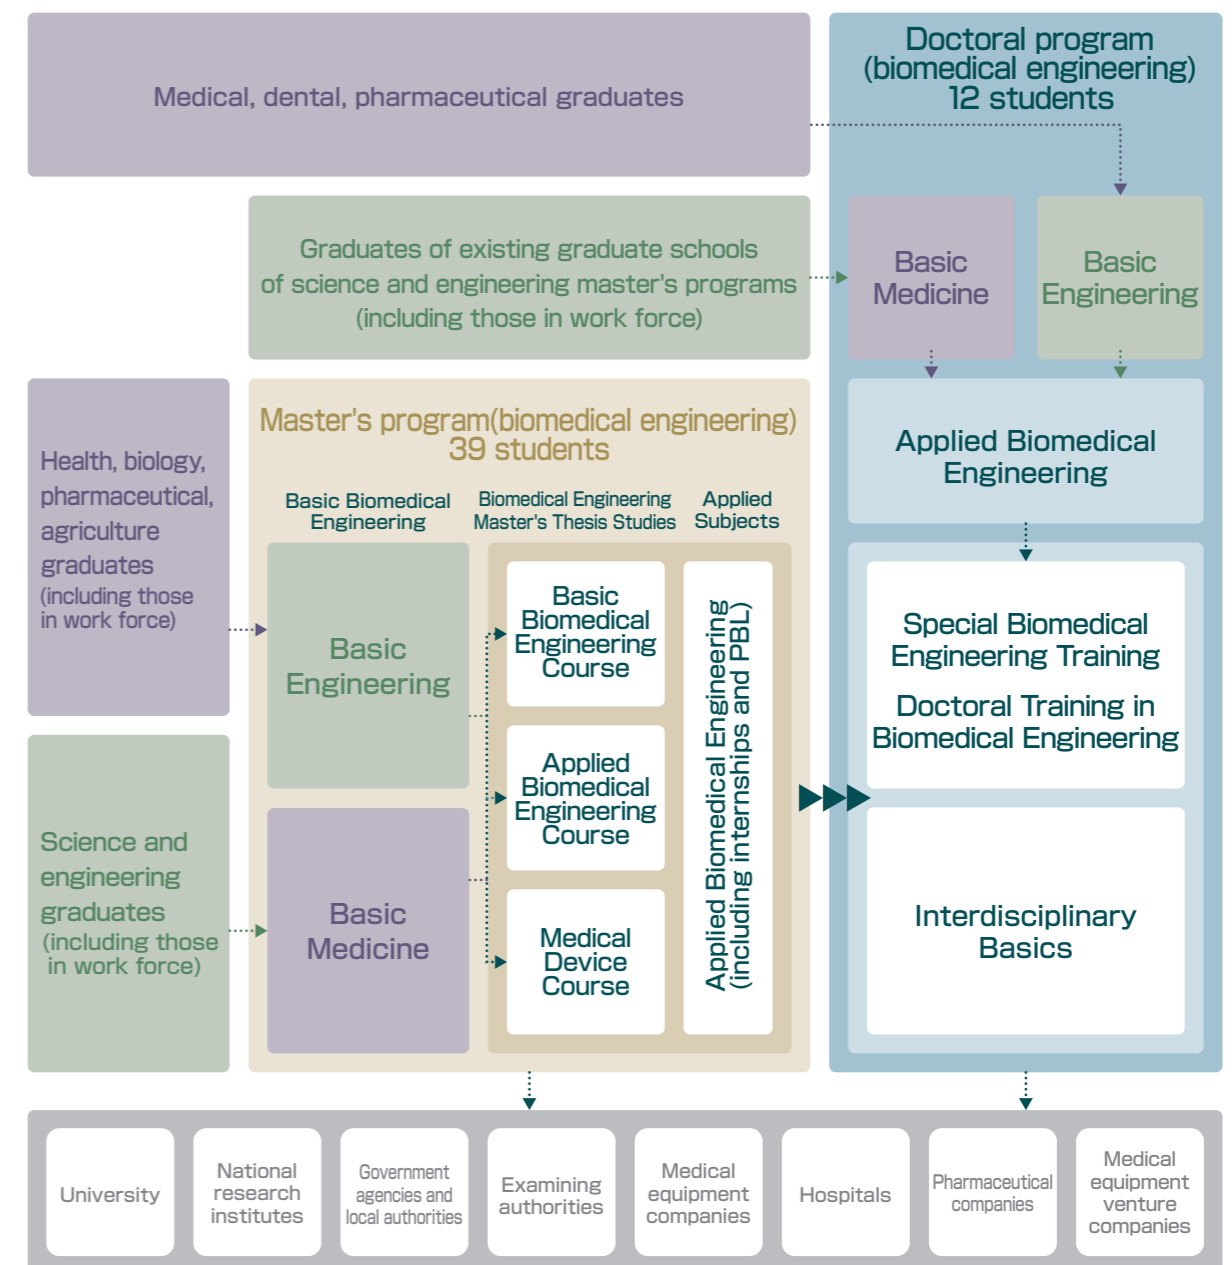 Medical, dental, pharmaceutical graduates
Doctoral program
(biomedical engineering)
12 students
Graduates of existing graduate schools
of science and engineering master's programs
(including those in work force)
Basic
Medicine
Basic
Engineering
Health, biology,
pharmaceutical,
agriculture
graduates
(including those
in work force)
Science and
engineering
graduates
(including those
in work force)
Master's program(biomedical engineering)
39 students
Basic Biomedical
Engineering
Biomedical Engineering
Master's Thesis Studies
Applied
Subjects
Basic
Engineering
Basic
Medicine
Basic
Biomedical
Engineering
Course
Applied
Biomedical
Engineering
Course
Medical
Device
Course
Applied Biomedical Engineering
(including internships and PBL)
Applied Biomedical
Engineering
Special Biomedical
Engineering Training
Doctoral Training in
Biomedical Engineering
Interdisciplinary
Basics
University
National
research
institutes
Government
agencies and
local authorities
Examining
authorities
Medical
equipment
companies
Hospitals
Pharmaceutical
companies
Medical
equipment
venture
companies